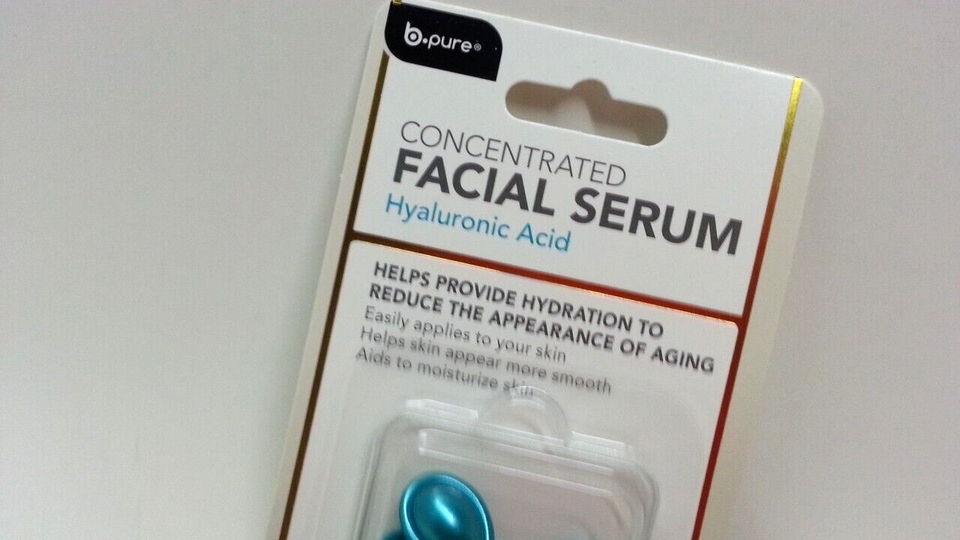 b.pure®
CONCENTRATED
FACIAL SERUM
Hyaluronic Acid
HELPS PROVIDE HYDRATION TO
REDUCE THE APPEARANCE OF AGING
Easily applies to your skin
Helps skin appear more smooth
Aids to moisturize skin